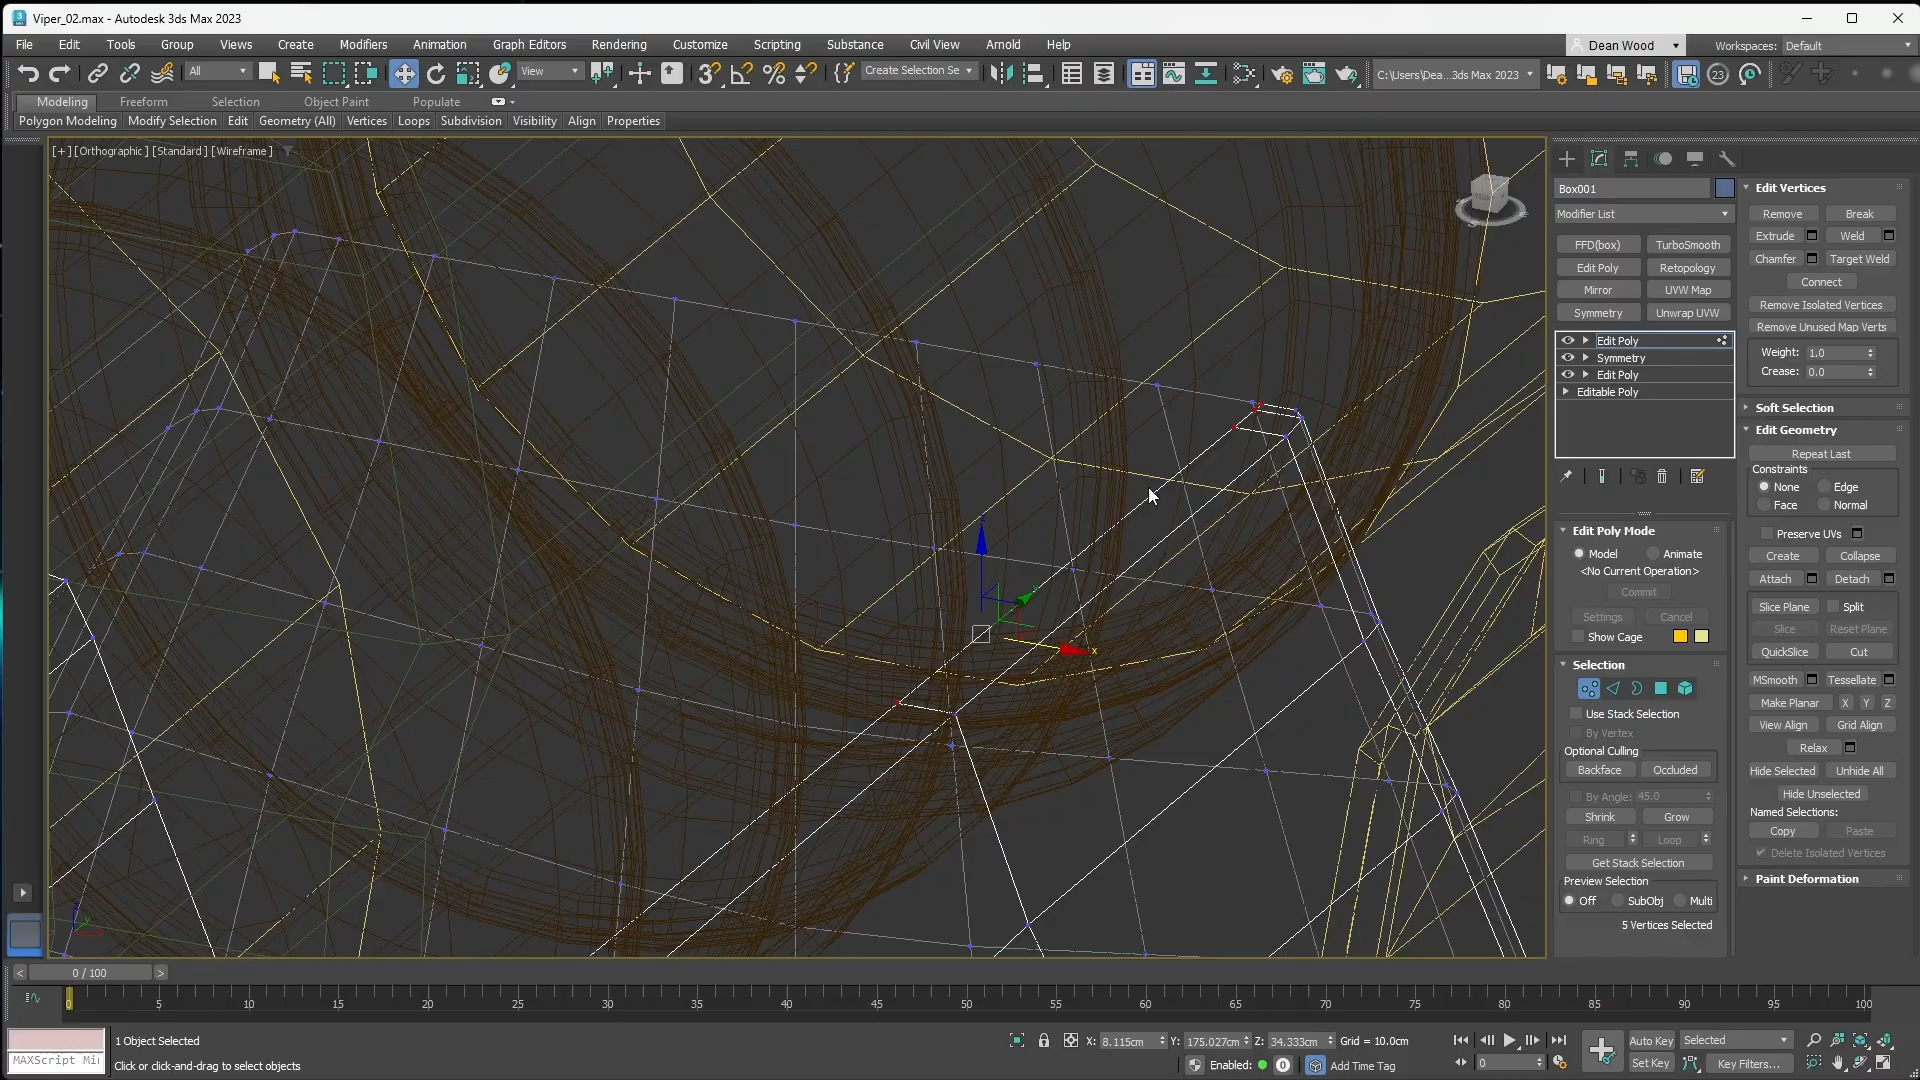 Viper_02.max - Autodesk 3ds Max 2023
File Edit Tools Group Views Create Modifiers Animation Graph Editors Rendering Customize Scripting Substance Civil View Arnold Help
Dean Wood Workspaces: Default
All View Create Selection Se C:\Users\Dea...3ds Max 2023 23
Modeling Freeform Selection Object Paint Populate
Polygon Modeling Modify Selection Edit Geometry (All) Vertices Loops Subdivision Visibility Align Properties
[+] [Orthographic] [Standard] [Wireframe]
Box001
Modifier List
FFD(box) TurboSmooth
Edit Poly Retopology
Mirror UVW Map
Symmetry Unwrap UVW
Edit Poly
Symmetry
Edit Poly
Editable Poly
Edit Poly Mode
Model Animate
<No Current Operation>
Commit
Settings Cancel
Show Cage
Selection
Use Stack Selection
By Vertex
Optional Culling
Backface Occluded
By Angle: 45.0
Shrink Grow
Ring Loop
Get Stack Selection
Preview Selection
Off SubObj Multi
5 Vertices Selected
Edit Vertices
Remove Break
Extrude Weld
Chamfer Target Weld
Connect
Remove Isolated Vertices
Remove Unused Map Verts
Weight: 1.0
Crease: 0.0
Soft Selection
Edit Geometry
Repeat Last
Constraints
None Edge
Face Normal
Preserve UVs
Create Collapse
Attach Detach
Slice Plane Split
Slice Reset Plane
QuickSlice Cut
MSmooth Tessellate
Make Planar X Y Z
View Align Grid Align
Relax
Hide Selected Unhide All
Hide Unselected
Named Selections:
Copy Paste
Delete Isolated Vertices
Paint Deformation
x
< 0 / 100 >
0 5 10 15 20 25 30 35 40 45 50 55 60 65 70 75 80 85 90 95 100
1 Object Selected
MAXScript Mi
Click or click-and-drag to select objects
X: 8.115cm Y: 175.027cm Z: 34.333cm Grid = 10.0cm
Enabled: 0 Add Time Tag
0
Auto Key Selected
Set Key Key Filters...